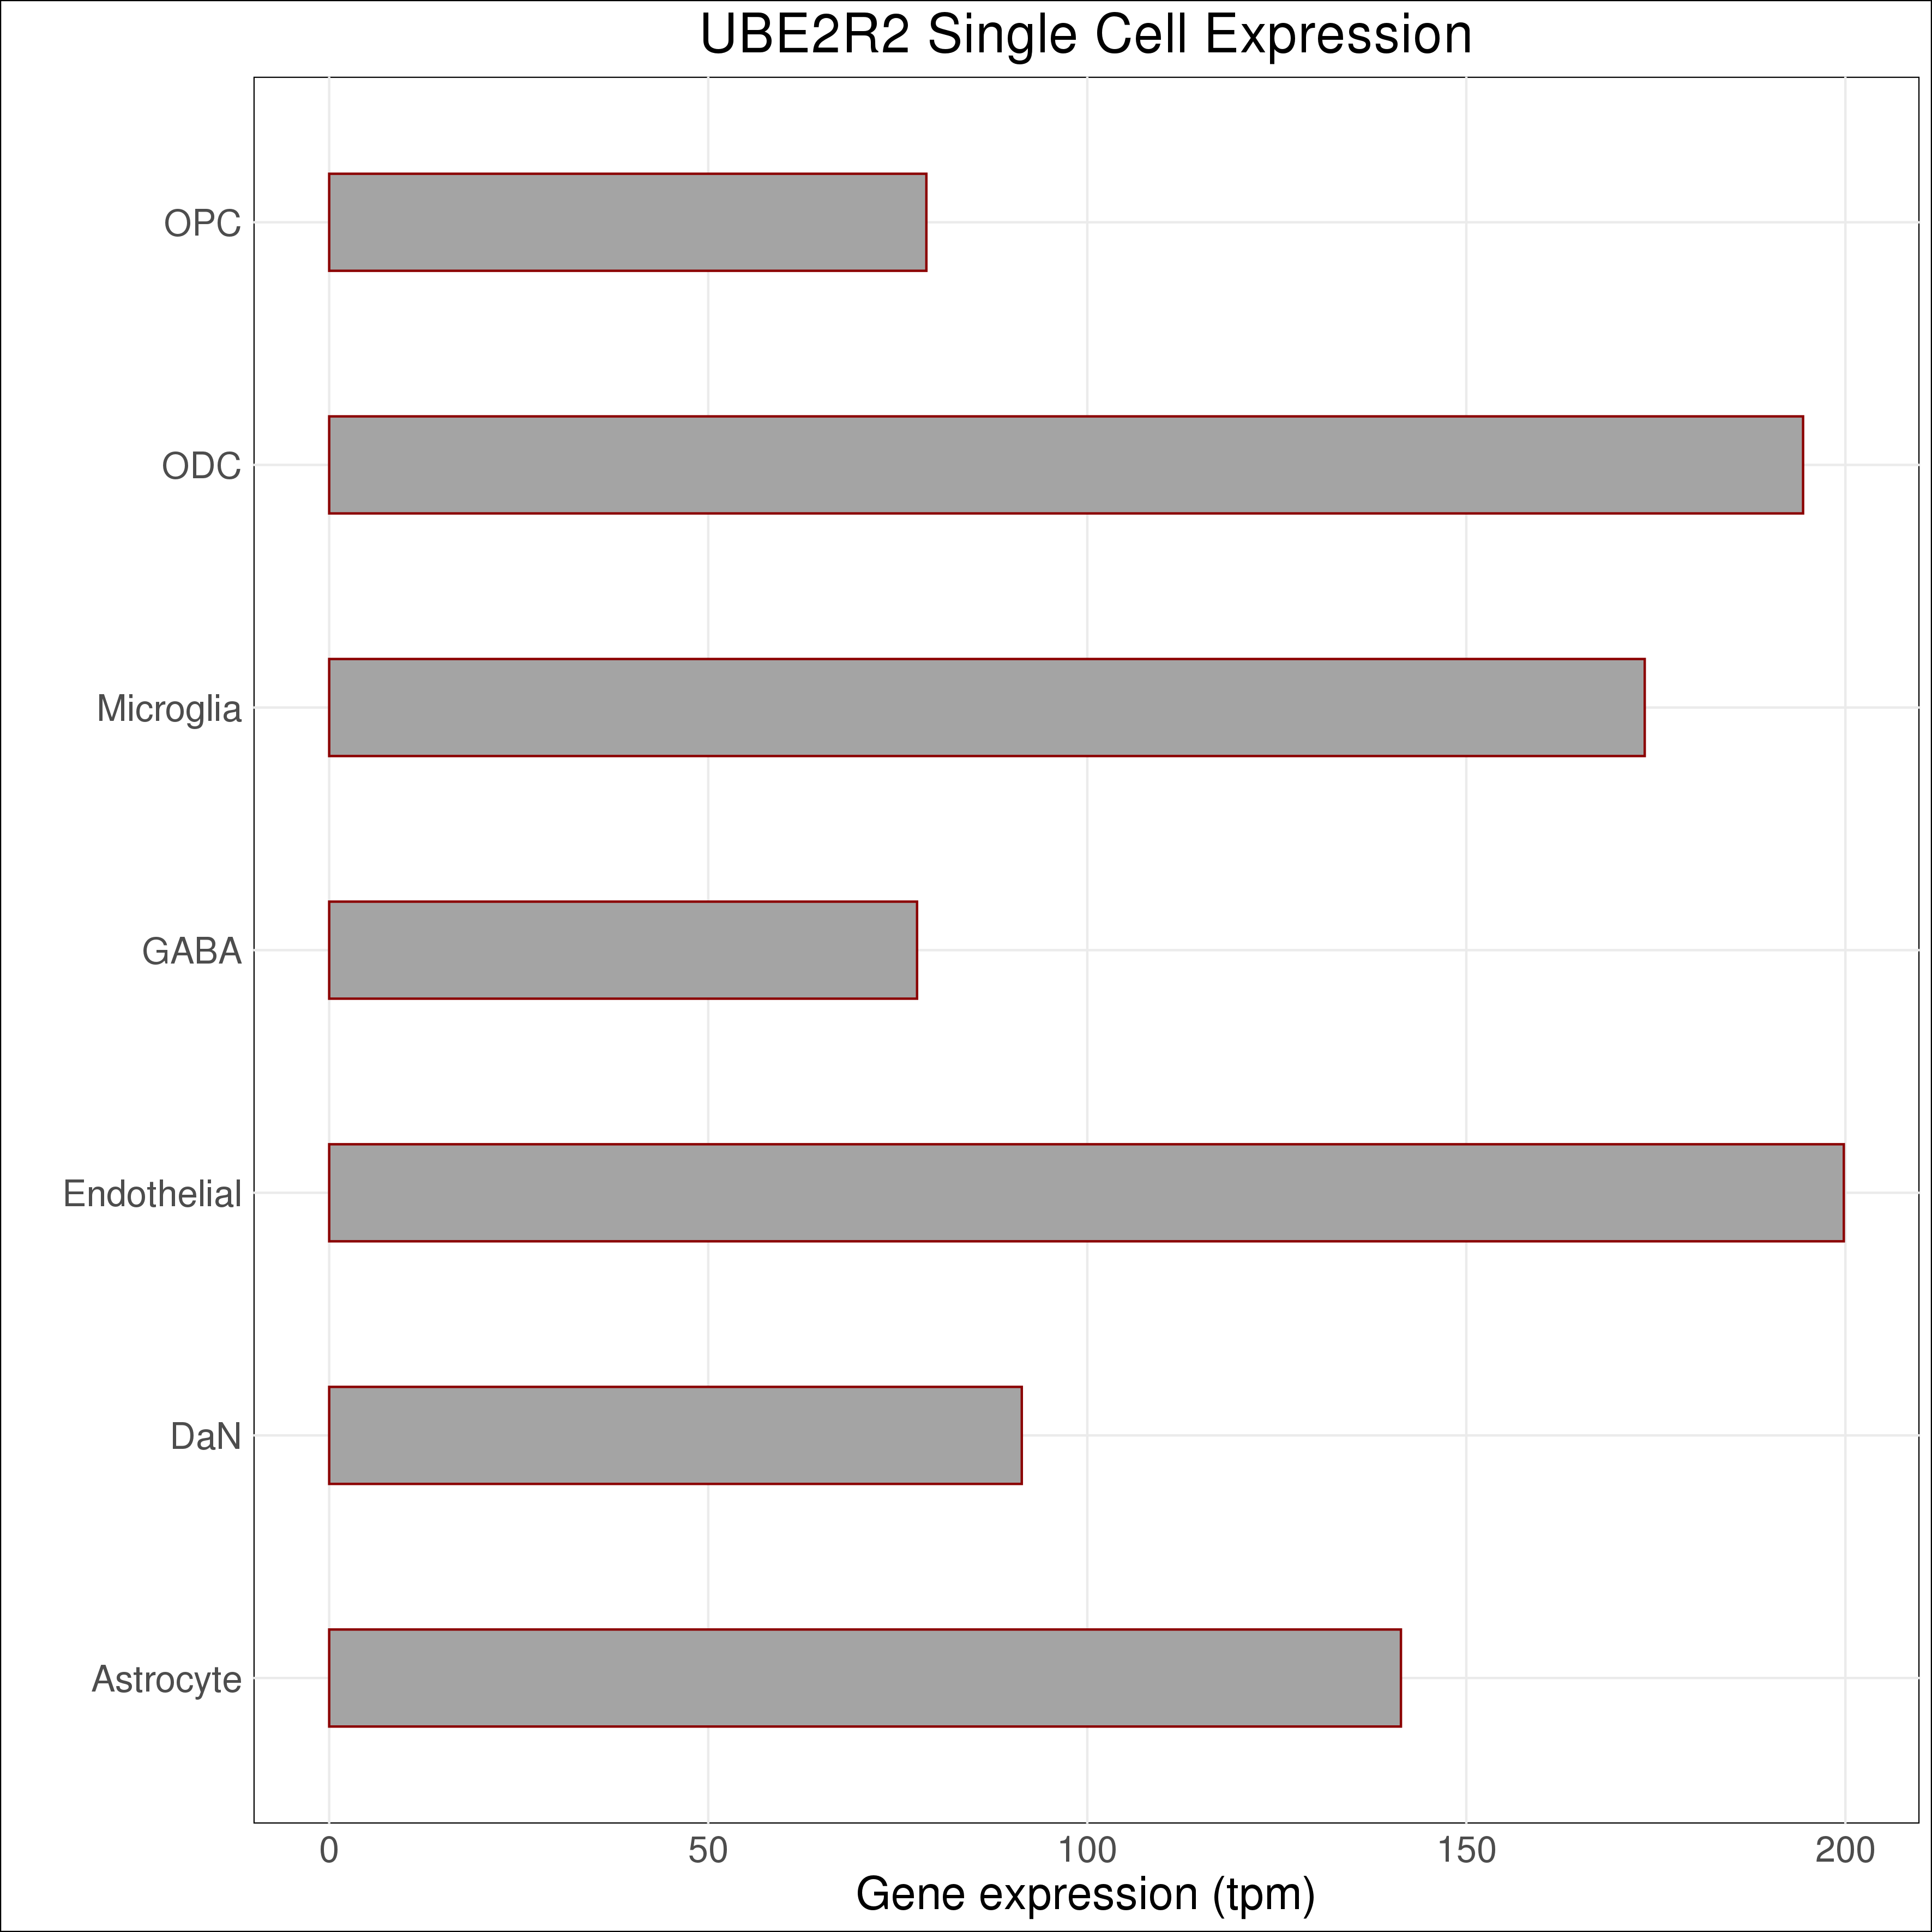 UBE2R2 Single Cell Expression
OPC
ODC
Microglia
GABA
Endothelial
DaN
Astrocyte
0 50 100 150 200
Gene expression (tpm)